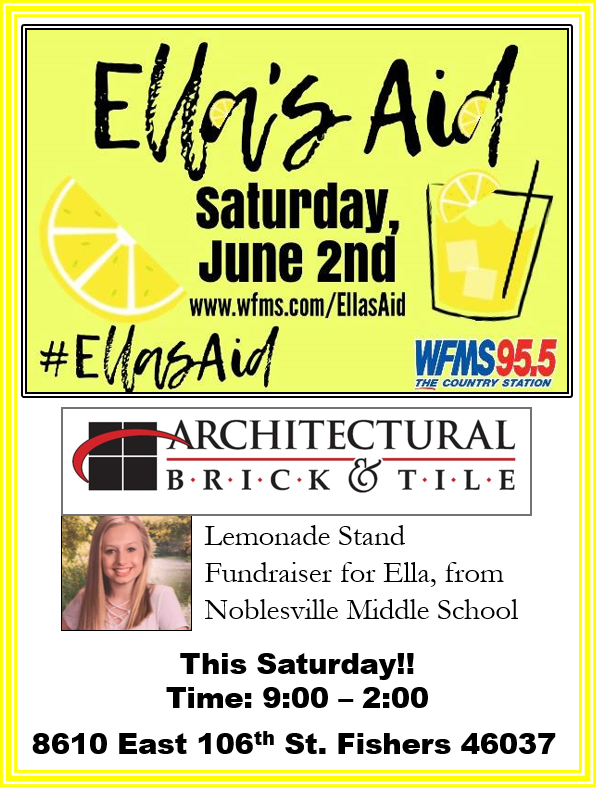 Ella's Aid
Saturday,
June 2nd
www.wfms.com/EllasAid
#EllasAid
WFMS 95.5
THE COUNTRY STATION
ARCHITECTURAL
B·R·I·C·K & T·I·L·E
Lemonade Stand
Fundraiser for Ella, from
Noblesville Middle School
This Saturday!!
Time: 9:00 – 2:00
8610 East 106th St. Fishers 46037